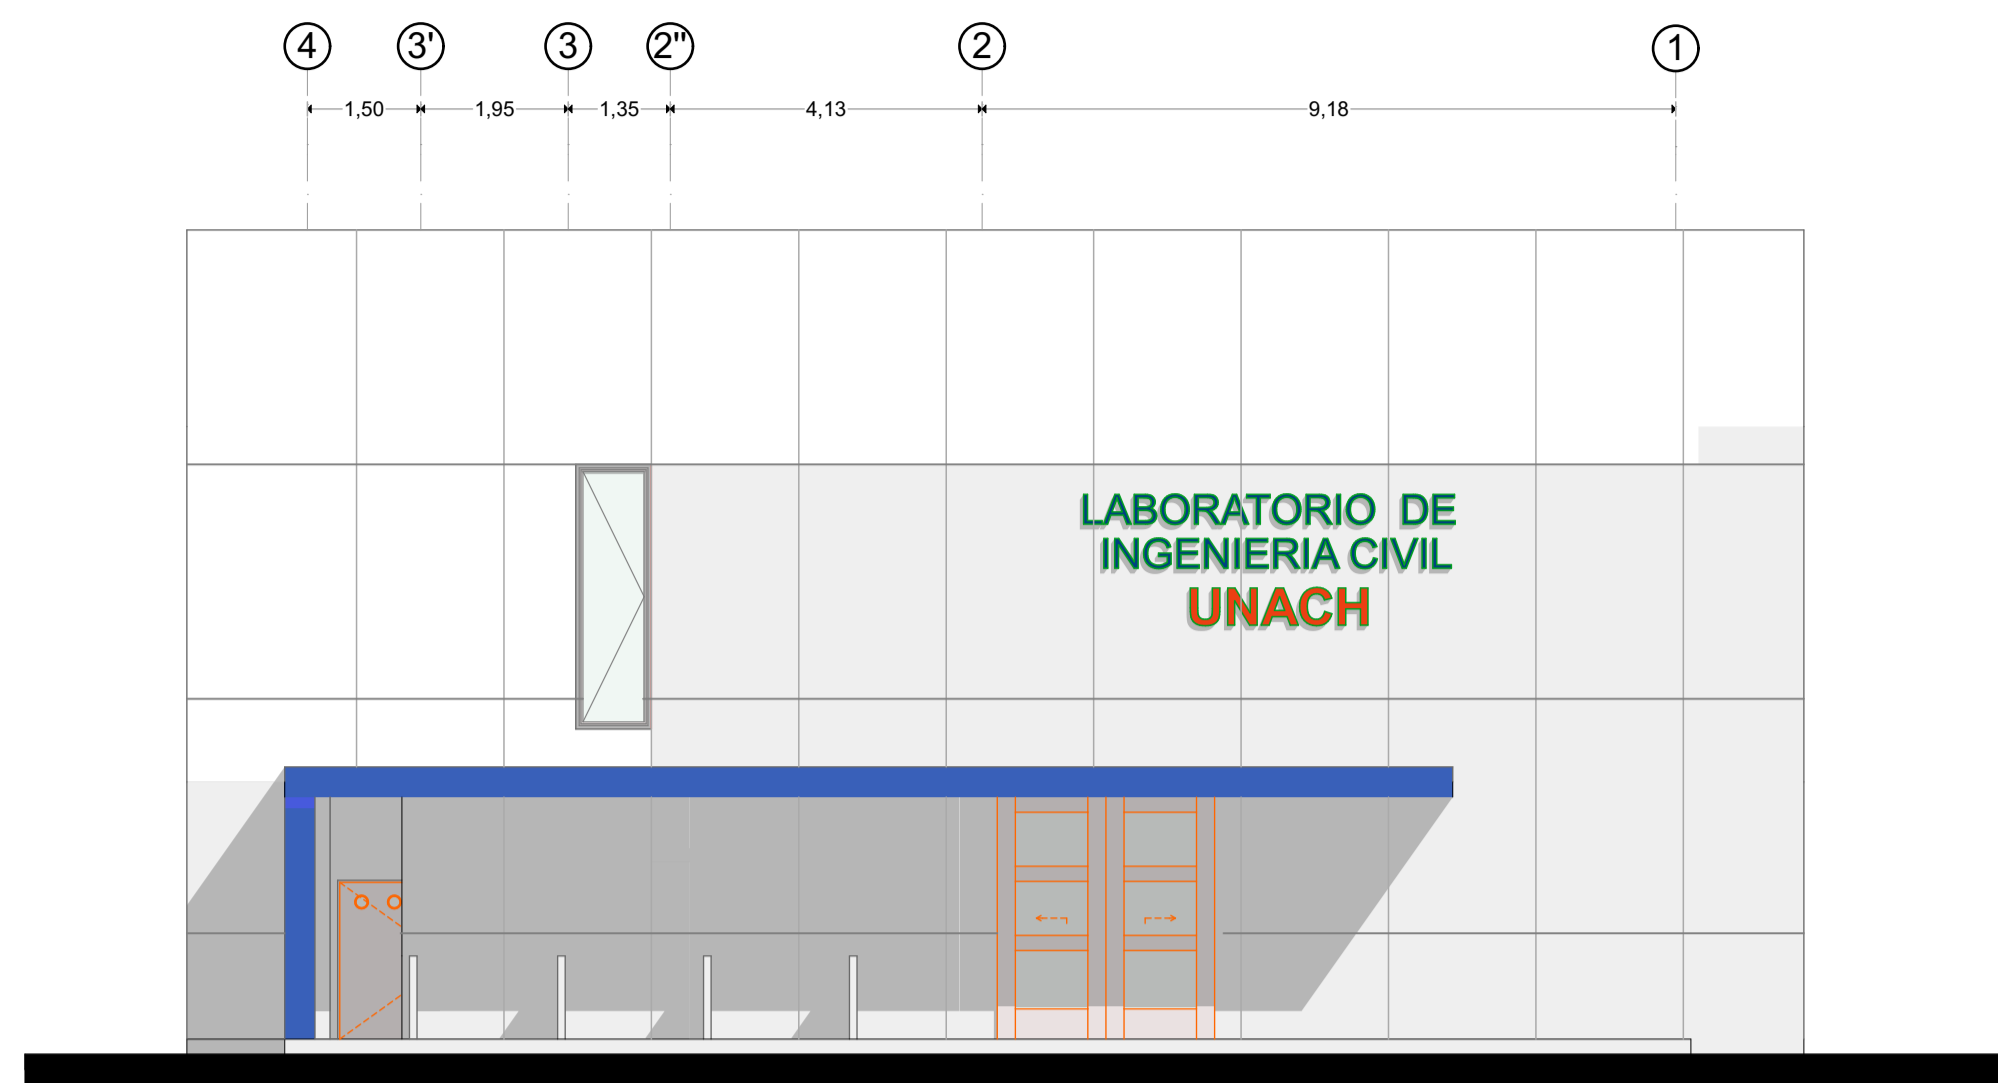 4 3' 3 2" 2 1
1,50 1,95 1,35 4,13 9,18
LABORATORIO DE
INGENIERIA CIVIL
UNACH